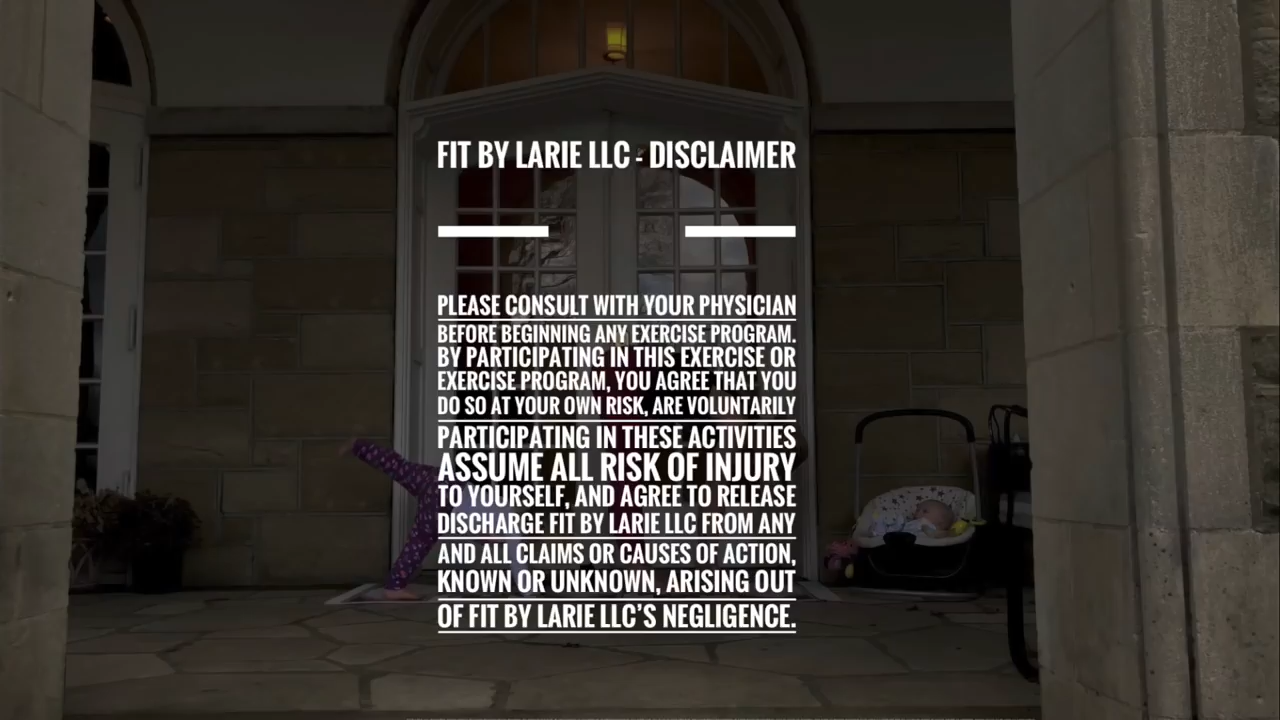 FIT BY LARIE LLC - DISCLAIMER
PLEASE CONSULT WITH YOUR PHYSICIAN
BEFORE BEGINNING ANY EXERCISE PROGRAM.
BY PARTICIPATING IN THIS EXERCISE OR
EXERCISE PROGRAM, YOU AGREE THAT YOU
DO SO AT YOUR OWN RISK, ARE VOLUNTARILY
PARTICIPATING IN THESE ACTIVITIES
ASSUME ALL RISK OF INJURY
TO YOURSELF, AND AGREE TO RELEASE
DISCHARGE FIT BY LARIE LLC FROM ANY
AND ALL CLAIMS OR CAUSES OF ACTION,
KNOWN OR UNKNOWN, ARISING OUT
OF FIT BY LARIE LLC'S NEGLIGENCE.